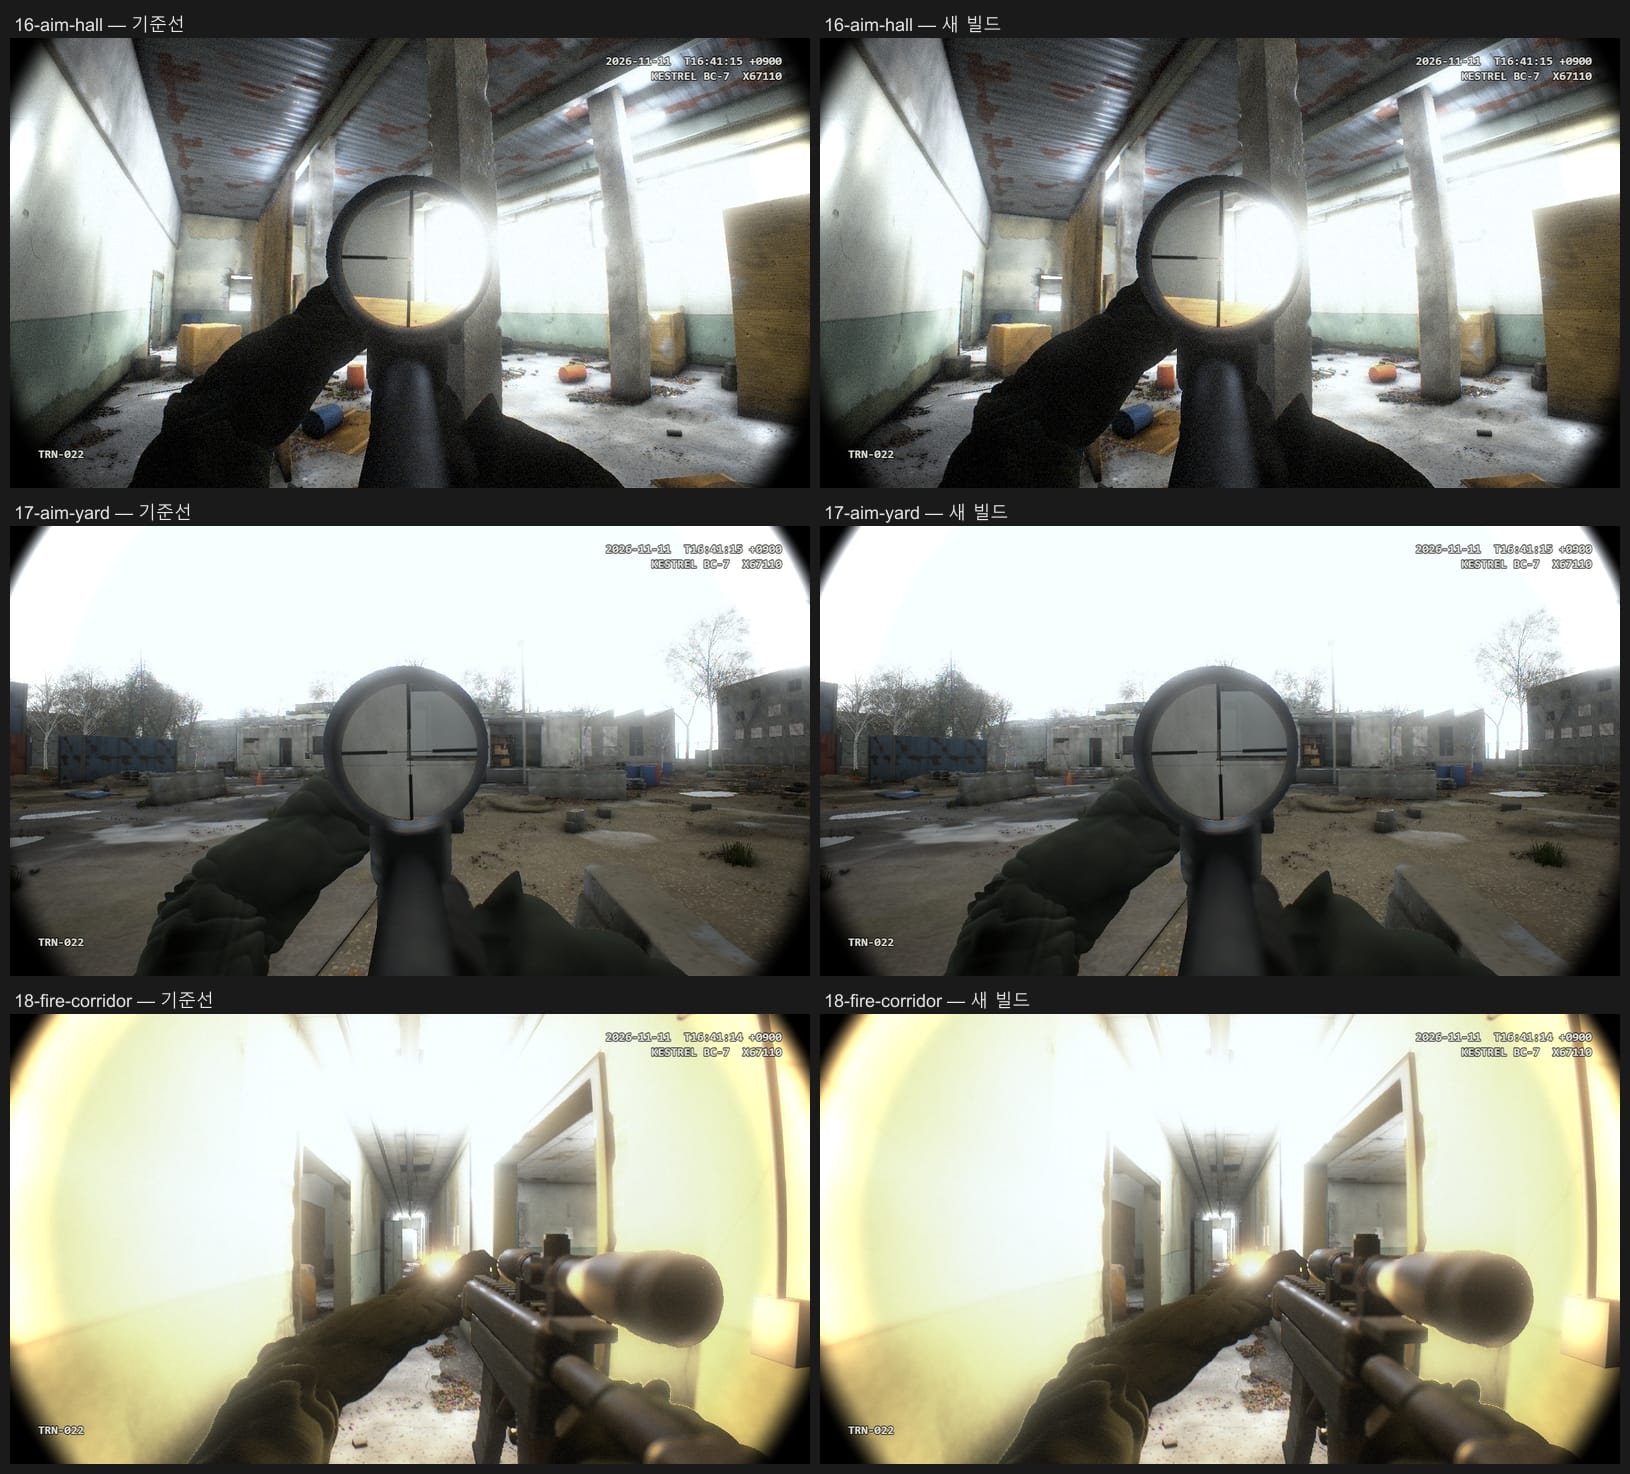 16-aim-hall — 기준선
16-aim-hall — 새 빌드
2026-11-11 T16:41:15 +0900
KESTREL BC-7 X67110
TRN-022
2026-11-11 T16:41:15 +0900
KESTREL BC-7 X67110
TRN-022
17-aim-yard — 기준선
17-aim-yard — 새 빌드
2026-11-11 T16:41:15 +0900
KESTREL BC-7 X67110
TRN-022
2026-11-11 T16:41:15 +0900
KESTREL BC-7 X67110
TRN-022
18-fire-corridor — 기준선
18-fire-corridor — 새 빌드
2026-11-11 T16:41:14 +0900
KESTREL BC-7 X67110
TRN-022
2026-11-11 T16:41:14 +0900
KESTREL BC-7 X67110
TRN-022